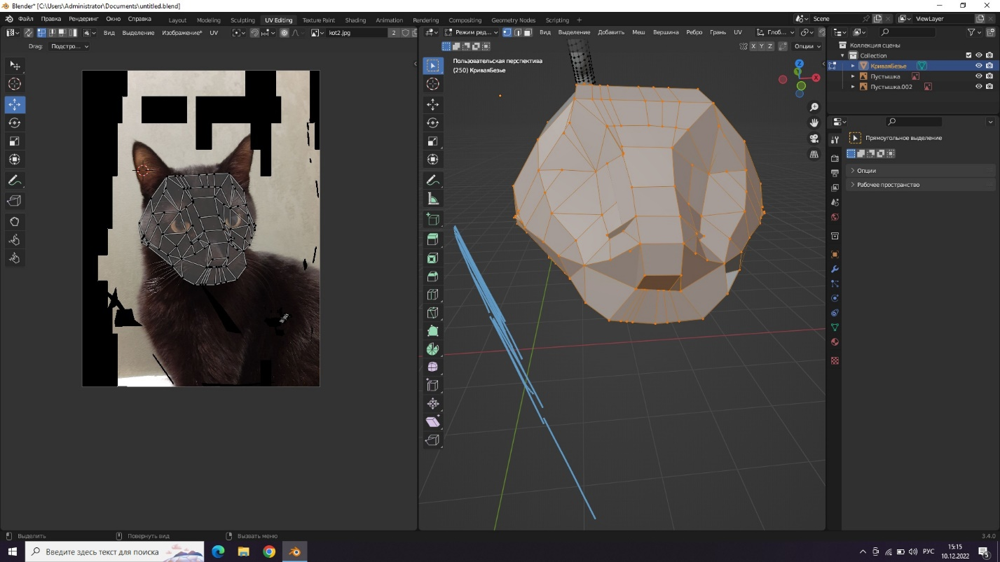 Blender* [C:\Users\Administrator\Documents\untitled.blend]
Файл Правка Рендеринг Окно Справка Layout Modeling Sculpting UV Editing Texture Paint Shading Animation Rendering Compositing Geometry Nodes Scripting + Scene ViewLayer
Вид Выделение Изображение* UV kot2.jpg 2 Режим ред... Вид Выделение Добавить Меш Вершина Ребро Грань UV Глоб...
Drag: Подстро... X Y Z Опции
Коллекция сцены
Collection
КриваяБезье
Пустышка
Пустышка.002
Пользовательская перспектива
(250) КриваяБезье
Z
Y
X
Прямоугольное выделение
Опции
Рабочее пространство
Выделить Повернуть вид Вызвать меню 3.4.0
Введите здесь текст для поиска
РУС
15:15
10.12.2022
5